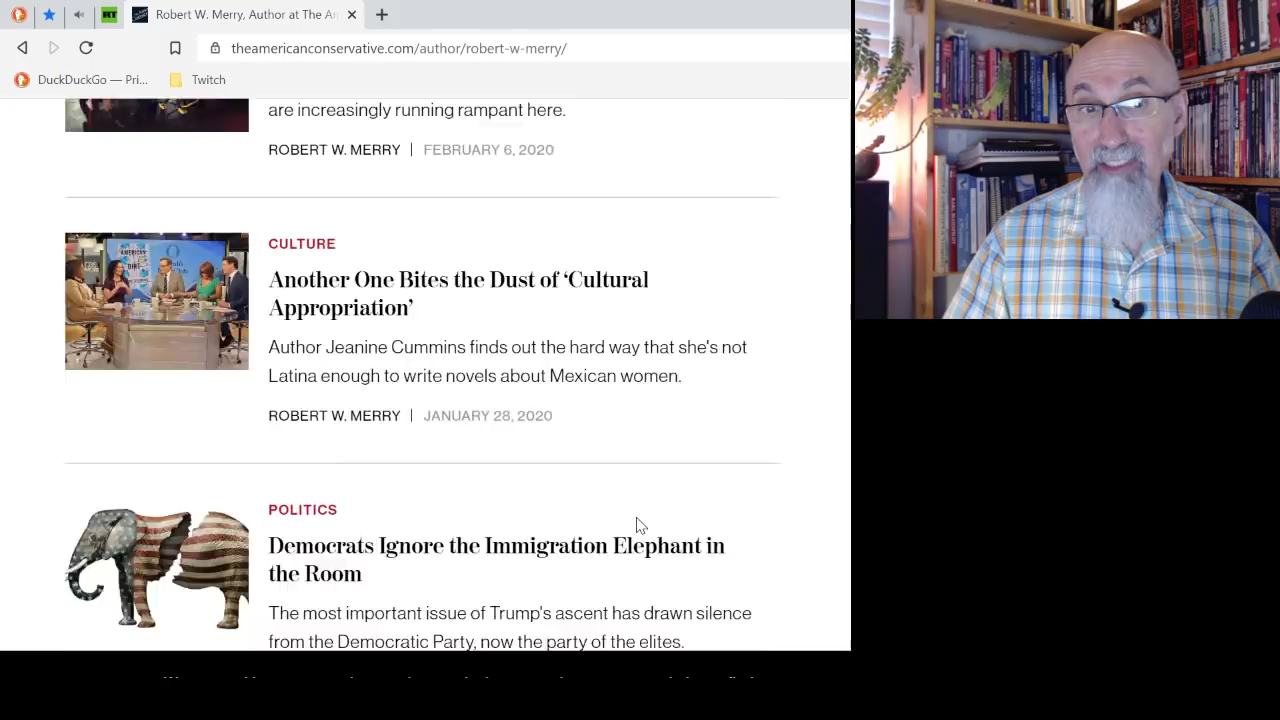 RT
Robert W. Merry, Author at The Am
theamericanconservative.com/author/robert-w-merry/
DuckDuckGo — Pri...
Twitch
are increasingly running rampant here.
ROBERT W. MERRY | FEBRUARY 6, 2020
CULTURE
Another One Bites the Dust of ‘Cultural
Appropriation’
Author Jeanine Cummins finds out the hard way that she's not
Latina enough to write novels about Mexican women.
ROBERT W. MERRY | JANUARY 28, 2020
POLITICS
Democrats Ignore the Immigration Elephant in
the Room
The most important issue of Trump's ascent has drawn silence
from the Democratic Party, now the party of the elites.